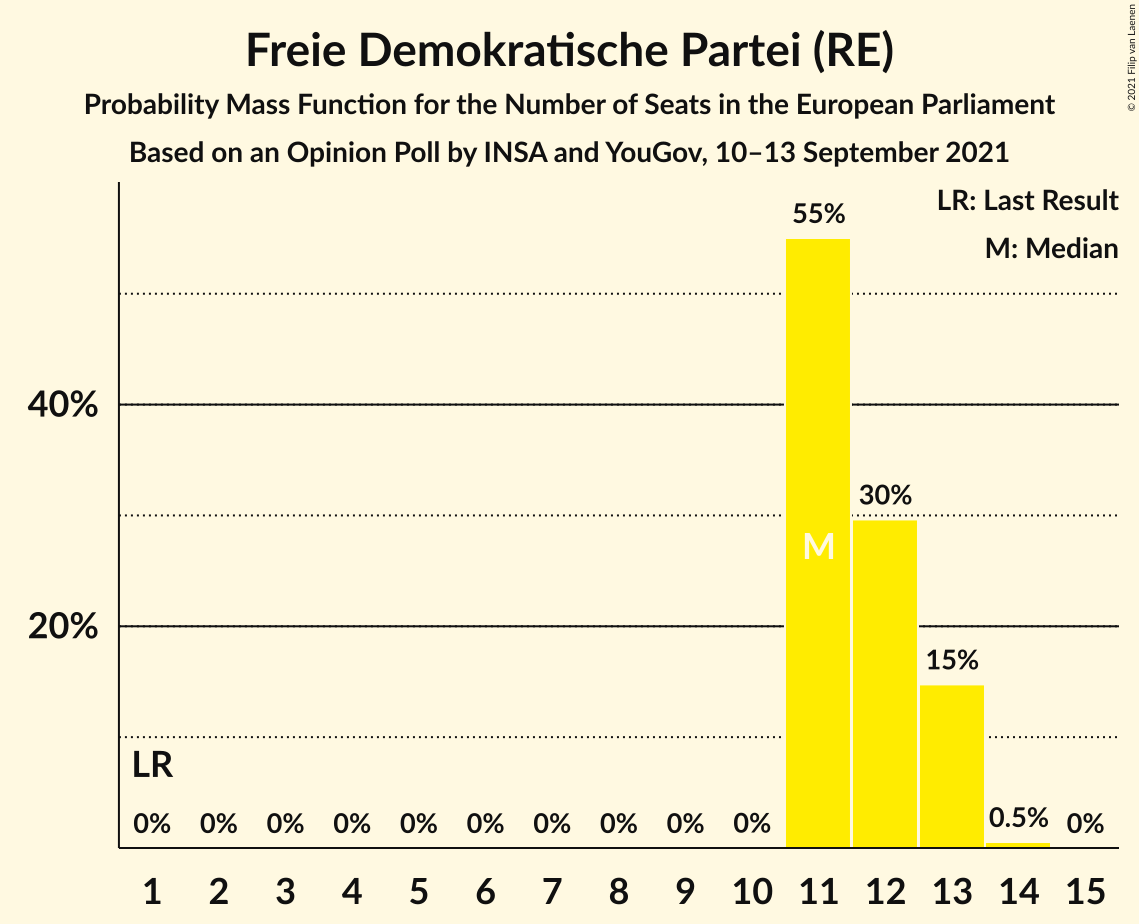 Freie Demokratische Partei (RE)
Probability Mass Function for the Number of Seats in the European Parliament
Based on an Opinion Poll by INSA and YouGov, 10–13 September 2021
© 2021 Filip van Laenen
LR: Last Result
M: Median
55%
40%
30%
M
20%
15%
LR
0% 0% 0% 0% 0% 0% 0% 0% 0% 0% 0.5% 0%
1 2 3 4 5 6 7 8 9 10 11 12 13 14 15